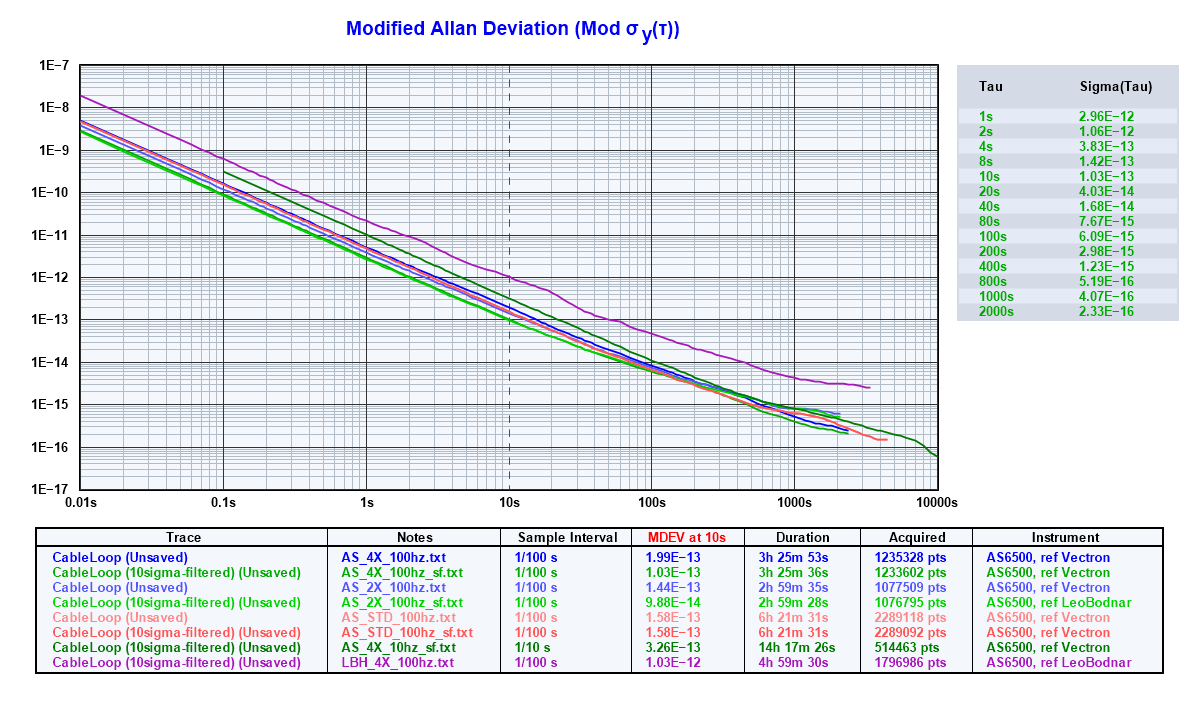 Modified Allan Deviation (Mod σ y(τ))
1E−7
1E−8
1E−9
1E−10
1E−11
1E−12
1E−13
1E−14
1E−15
1E−16
1E−17
0.01s 0.1s 1s 10s 100s 1000s 10000s
Tau Sigma(Tau)
1s 2.96E−12
2s 1.06E−12
4s 3.83E−13
8s 1.42E−13
10s 1.03E−13
20s 4.03E−14
40s 1.68E−14
80s 7.67E−15
100s 6.09E−15
200s 2.98E−15
400s 1.23E−15
800s 5.19E−16
1000s 4.07E−16
2000s 2.33E−16
Trace Notes Sample Interval MDEV at 10s Duration Acquired Instrument
CableLoop (Unsaved) AS_4X_100hz.txt 1/100 s 1.99E−13 3h 25m 53s 1235328 pts AS6500, ref Vectron
CableLoop (10sigma-filtered) (Unsaved) AS_4X_100hz_sf.txt 1/100 s 1.03E−13 3h 25m 36s 1233602 pts AS6500, ref Vectron
CableLoop (Unsaved) AS_2X_100hz.txt 1/100 s 1.44E−13 2h 59m 35s 1077509 pts AS6500, ref Vectron
CableLoop (10sigma-filtered) (Unsaved) AS_2X_100hz_sf.txt 1/100 s 9.88E−14 2h 59m 28s 1076795 pts AS6500, ref LeoBodnar
CableLoop (Unsaved) AS_STD_100hz.txt 1/100 s 1.58E−13 6h 21m 31s 2289118 pts AS6500, ref Vectron
CableLoop (10sigma-filtered) (Unsaved) AS_STD_100hz_sf.txt 1/100 s 1.58E−13 6h 21m 31s 2289092 pts AS6500, ref Vectron
CableLoop (10sigma-filtered) (Unsaved) AS_4X_10hz_sf.txt 1/10 s 3.26E−13 14h 17m 26s 514463 pts AS6500, ref Vectron
CableLoop (10sigma-filtered) (Unsaved) LBH_4X_100hz.txt 1/100 s 1.03E−12 4h 59m 30s 1796986 pts AS6500, ref LeoBodnar